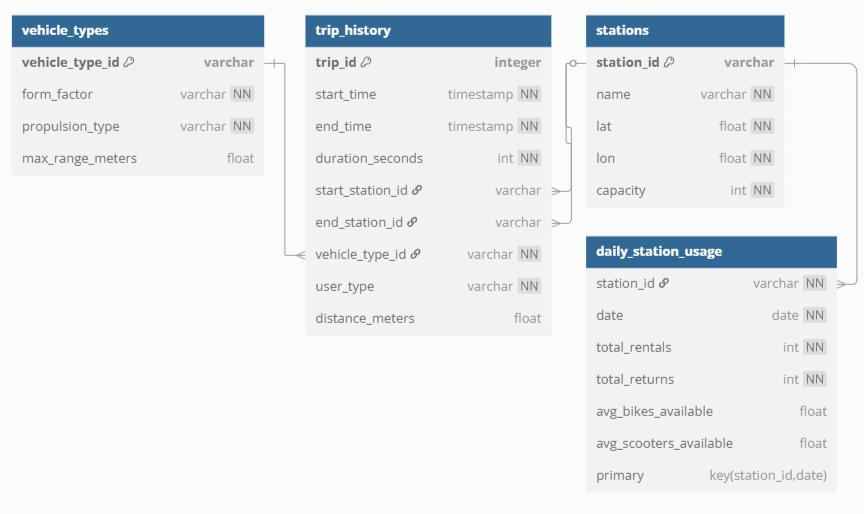 vehicle_types
vehicle_type_id varchar
form_factor varchar NN
propulsion_type varchar NN
max_range_meters float
trip_history
trip_id integer
start_time timestamp NN
end_time timestamp NN
duration_seconds int NN
start_station_id varchar
end_station_id varchar
vehicle_type_id varchar NN
user_type varchar NN
distance_meters float
stations
station_id varchar
name varchar NN
lat float NN
lon float NN
capacity int NN
daily_station_usage
station_id varchar NN
date date NN
total_rentals int NN
total_returns int NN
avg_bikes_available float
avg_scooters_available float
primary key(station_id,date)